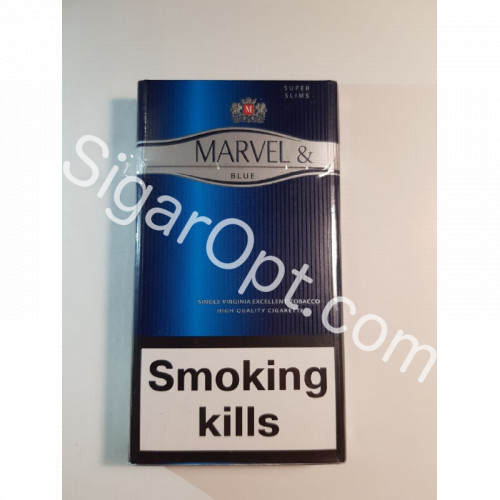 SUPER
SLIMS
M
MARVEL &
BLUE
SINGLE VIRGINIA EXCELLENT TOBACCO
HIGH QUALITY CIGARETTES
SigarOpt.com
Smoking
kills